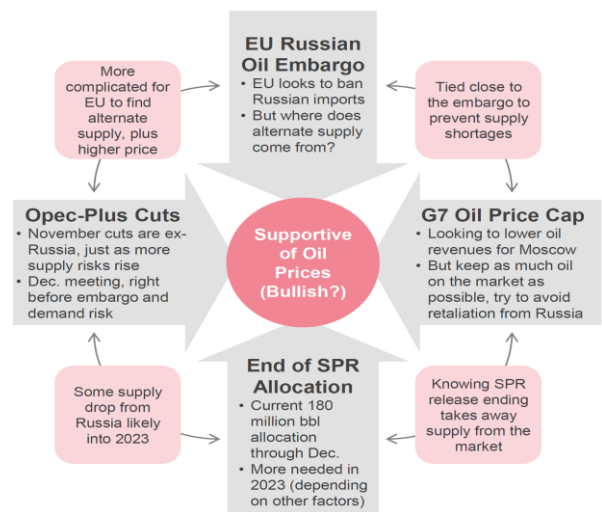 EU Russian
Oil Embargo
• EU looks to ban
Russian imports
• But where does
alternate supply
come from?
More
complicated for
EU to find
alternate
supply, plus
higher price
Tied close to
the embargo to
prevent supply
shortages
Opec-Plus Cuts
• November cuts are ex-
Russia, just as more
supply risks rise
• Dec. meeting, right
before embargo and
demand risk
Supportive
of Oil
Prices
(Bullish?)
G7 Oil Price Cap
• Looking to lower oil
revenues for Moscow
• But keep as much oil
on the market as
possible, try to avoid
retaliation from Russia
Some supply
drop from
Russia likely
into 2023
End of SPR
Allocation
• Current 180
million bbl
allocation
through Dec.
• More needed in
2023 (depending
on other factors)
Knowing SPR
release ending
takes away
supply from the
market